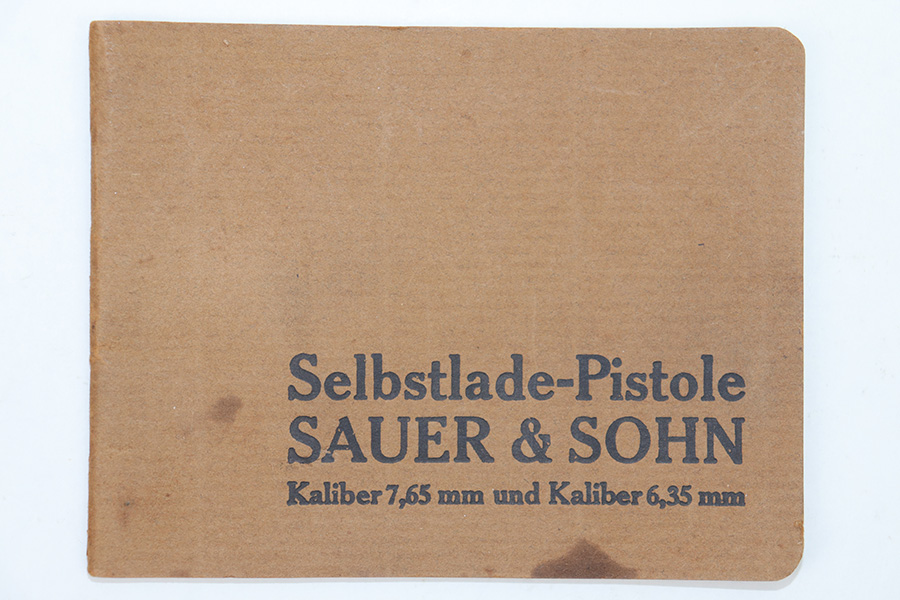 Selbstlade-Pistole
SAUER & SOHN
Kaliber 7,65 mm und Kaliber 6,35 mm